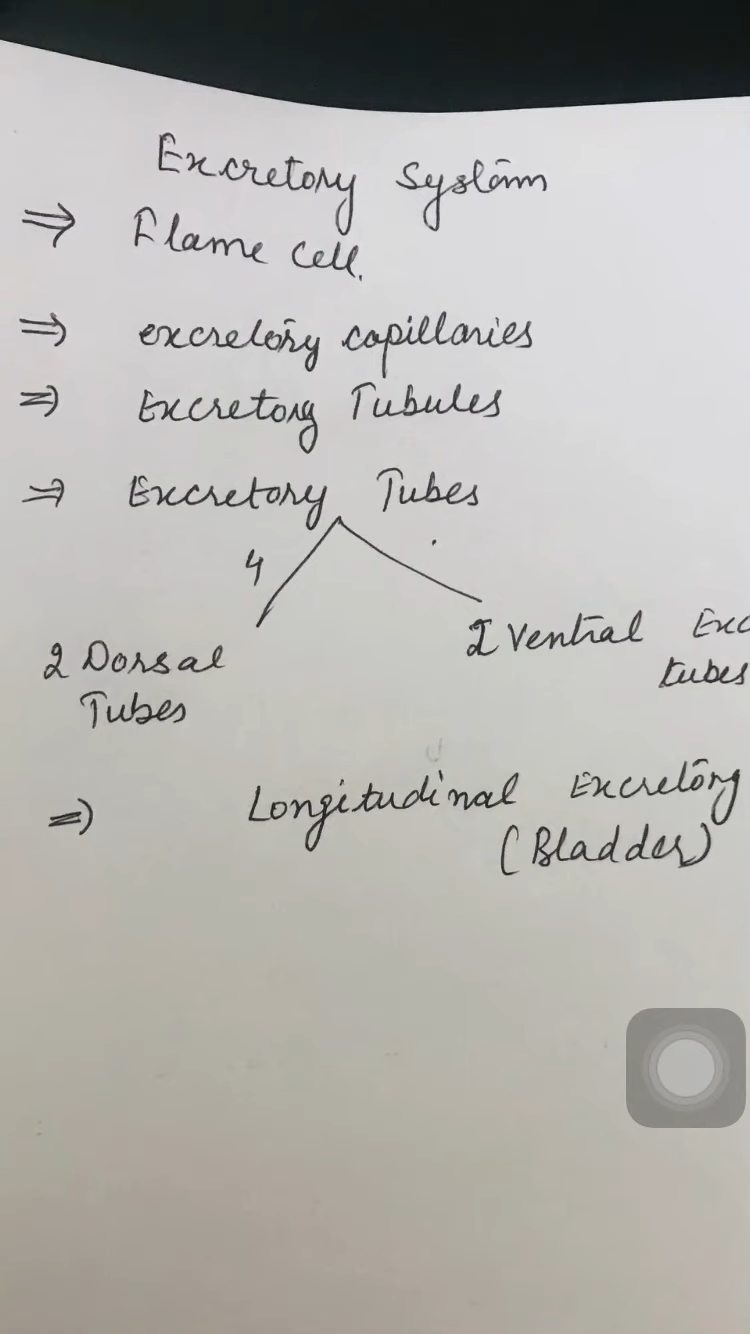 Excretory System
⇒ Flame cell.
⇒ excretory capillaries
⇒ Excretory Tubules
⇒ Excretory Tubes
4
2 Dorsal
Tubes
2 Ventral Exc
tubes
⇒ Longitudinal Excretory
(Bladder)